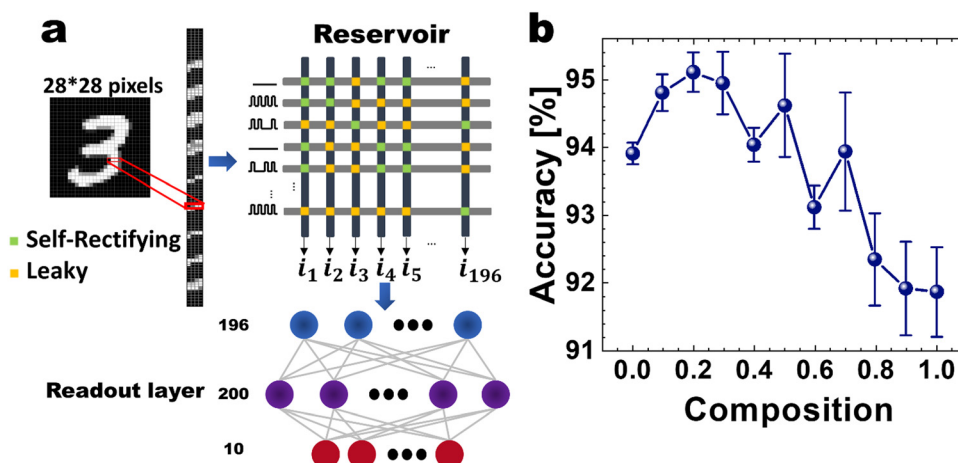 a
Reservoir
28*28 pixels
...
⋮ ⋮
Self-Rectifying
Leaky
...
i1 i2 i3 i4 i5 i196
196
Readout layer
200
10
b
Accuracy [%]
95
94
93
92
91
0.0 0.2 0.4 0.6 0.8 1.0
Composition